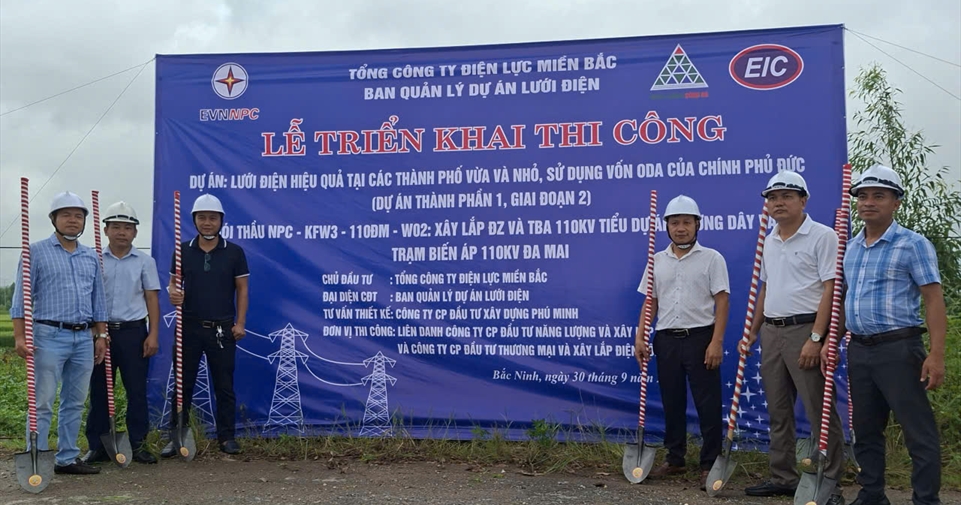 TỔNG CÔNG TY ĐIỆN LỰC MIỀN BẮC
BAN QUẢN LÝ DỰ ÁN LƯỚI ĐIỆN
EVNNPC
EIC
LỄ TRIỂN KHAI THI CÔNG
DỰ ÁN: LƯỚI ĐIỆN HIỆU QUẢ TẠI CÁC THÀNH PHỐ VỪA VÀ NHỎ, SỬ DỤNG VỐN ODA CỦA CHÍNH PHỦ ĐỨC
(DỰ ÁN THÀNH PHẦN 1, GIAI ĐOẠN 2)
THẦU NPC - KFW3 - 110ĐM - W02: XÂY LẮP ĐZ VÀ TBA 110KV TIỂU DÂY
TRẠM BIẾN ÁP 110KV ĐA MAI
CHỦ ĐẦU TƯ : TỔNG CÔNG TY ĐIỆN LỰC MIỀN BẮC
ĐẠI DIỆN CĐT : BAN QUẢN LÝ DỰ ÁN LƯỚI ĐIỆN
TƯ VẤN THIẾT KẾ: CÔNG TY CP ĐẦU TƯ XÂY DỰNG PHÚ MINH
ĐƠN VỊ THI CÔNG: LIÊN DANH CÔNG TY CP ĐẦU TƯ NĂNG LƯỢNG VÀ XÂY
VÀ CÔNG TY CP ĐẦU TƯ THƯƠNG MẠI VÀ XÂY LẮP
Bắc Ninh, ngày 30 tháng 9 năm